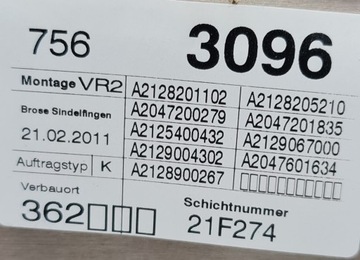 756 3096
Montage VR2 A2128201102 A2128205210
Brose Sindelfingen A2047200279 A2047201835
21.02.2011 A2125400432 A2129067000
Auftragstyp K A2129004302 A2047601634
Verbauort A2128900267 □□□□□□□□□□□
362□□□ Schichtnummer
21F274